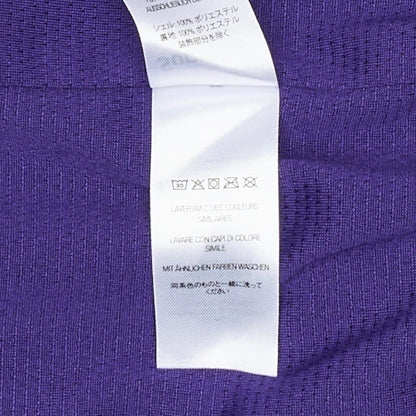 AUSSCHLIEßLICH DER
シェル: 100% ポリエステル
裏地: 100% ポリエステル
装飾部分を除く
30
LAVER AVEC DES COULEURS
SIMILAIRES
LAVARE CON CAPI DI COLORE
SIMILE
MIT ÄHNLICHEN FARBEN WASCHEN
同系色のものと一緒に洗って
ください